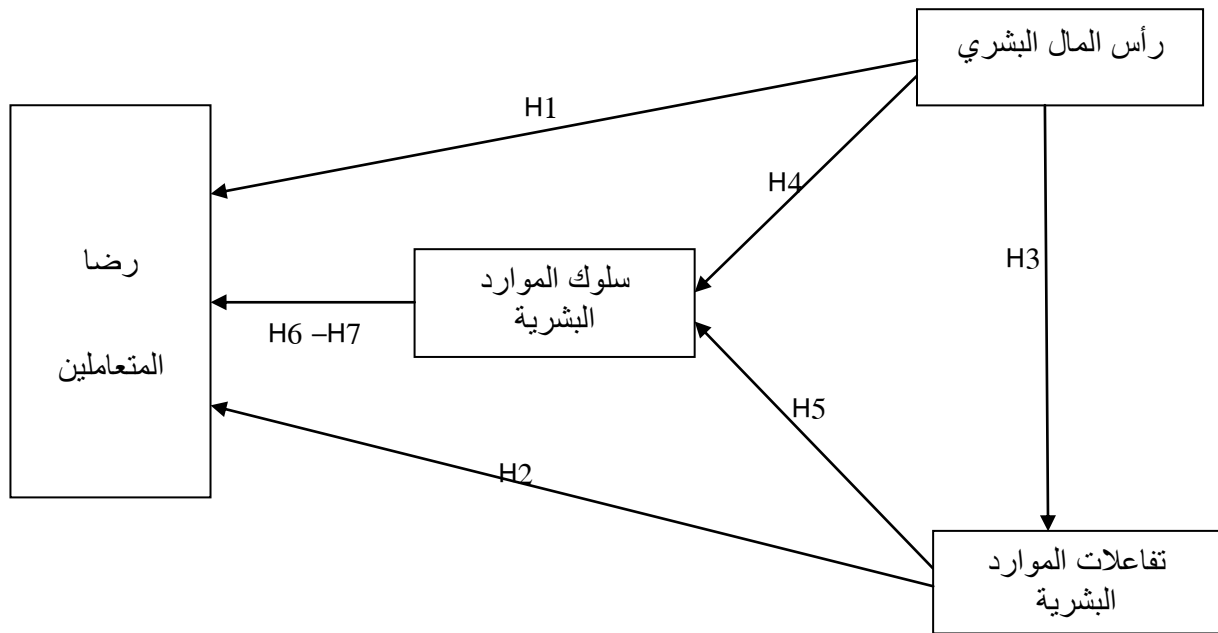 رأس المال البشري
H1
H4
رضا
المتعاملين
سلوك الموارد
البشرية
H3
H6 –H7
H5
H2
تفاعلات الموارد
البشرية